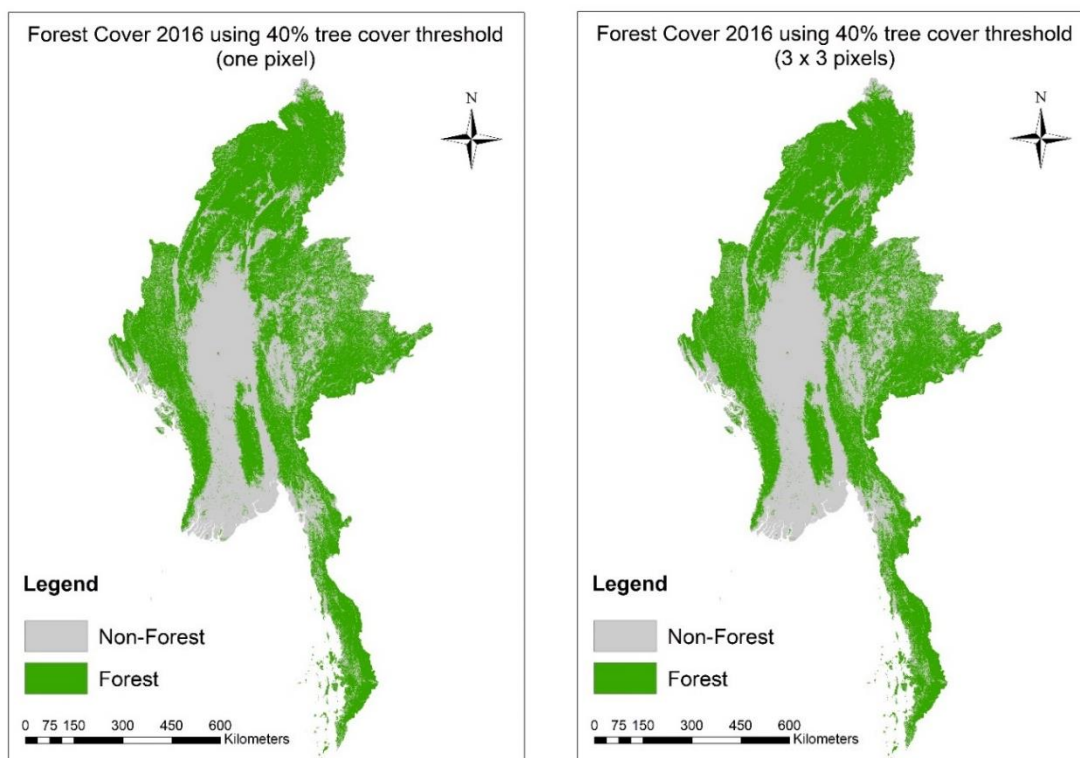 Forest Cover 2016 using 40% tree cover threshold
(one pixel)
N
Legend
Non-Forest
Forest
0 75 150 300 450 600
Kilometers
Forest Cover 2016 using 40% tree cover threshold
(3 x 3 pixels)
N
Legend
Non-Forest
Forest
0 75 150 300 450 600
Kilometers